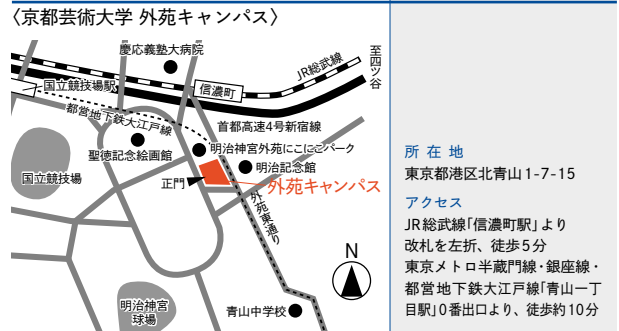 〈京都芸術大学 外苑キャンパス〉
慶応義塾大病院
至四ツ谷
JR総武線
国立競技場駅
信濃町
都営地下鉄大江戸線
首都高速4号新宿線
明治神宮外苑にこにこパーク
聖徳記念絵画館
明治記念館
国立競技場
正門
外苑キャンパス
外苑東通り
N
明治神宮
球場
青山中学校
所在地
東京都港区北青山1-7-15
アクセス
JR総武線「信濃町駅」より
改札を左折、徒歩5分
東京メトロ半蔵門線・銀座線・
都営地下鉄大江戸線「青山一丁
目駅」0番出口より、徒歩約10分